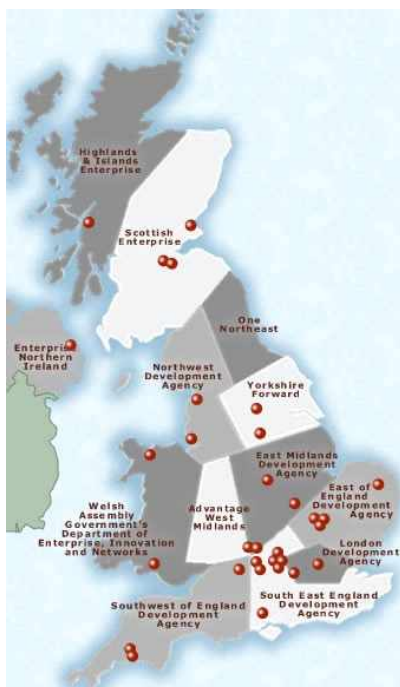 Highlands
& Islands
Enterprise
Scottish
Enterprise
One
Northeast
Enterprise
Northern
Ireland
Northwest
Development
Agency
Yorkshire
Forward
East Midlands
Development
Agency
East of
England
Development
Agency
Advantage
West
Midlands
Welsh
Assembly
Government's
Department of
Enterprise, Innovation
and Networks
London
Development
Agency
Southwest of England
Development
Agency
South East England
Development
Agency